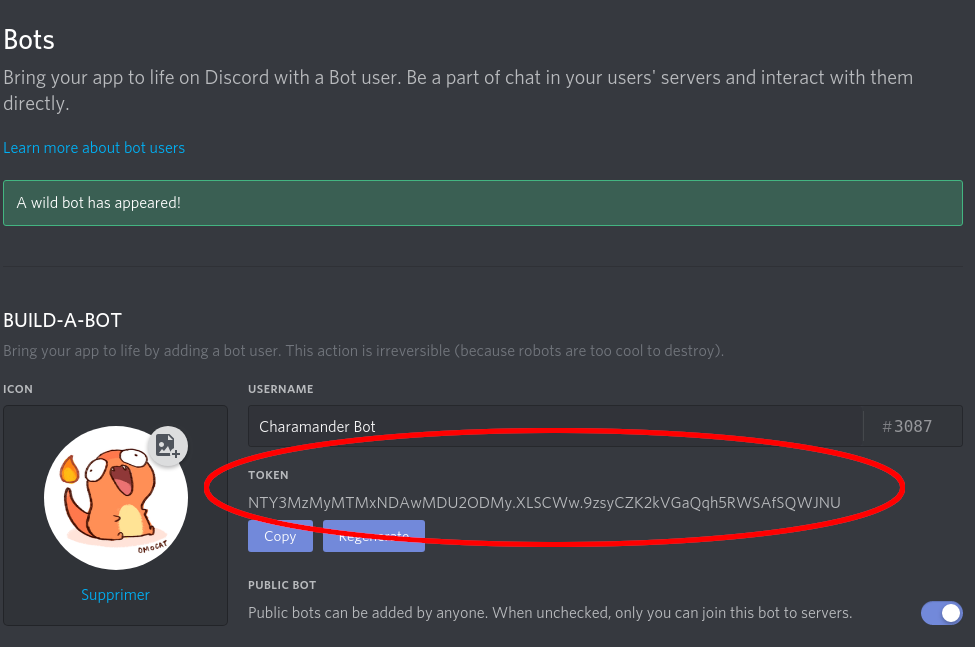 Bots
Bring your app to life on Discord with a Bot user. Be a part of chat in your users' servers and interact with them
directly.
Learn more about bot users
A wild bot has appeared!
BUILD-A-BOT
Bring your app to life by adding a bot user. This action is irreversible (because robots are too cool to destroy).
ICON
USERNAME
Charamander Bot
#3087
TOKEN
NTY3MzMyMTMxNDAwMDU2ODMy.XLSCWw.9zsyCZK2kVGaQqh5RWSAfSQWJNU
Copy
Regenerate
OMOCAT
Supprimer
PUBLIC BOT
Public bots can be added by anyone. When unchecked, only you can join this bot to servers.